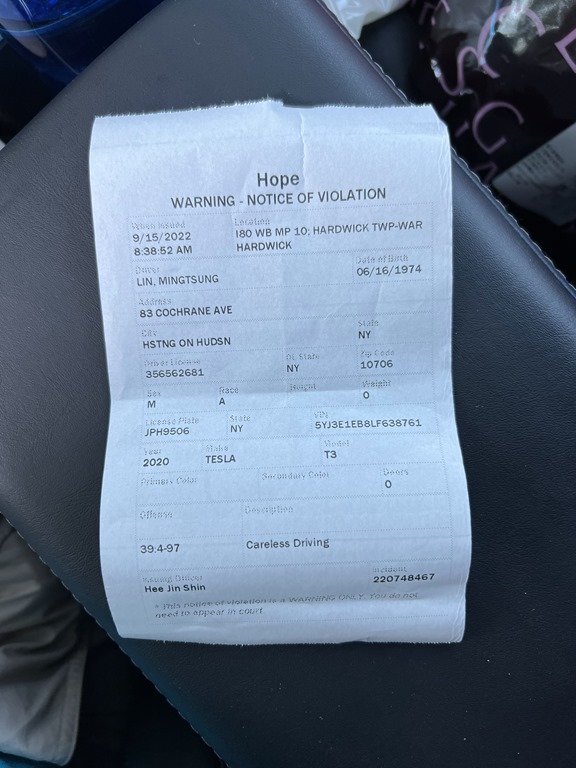 Hope
WARNING - NOTICE OF VIOLATION
When Issued Location
9/15/2022 I80 WB MP 10; HARDWICK TWP-WAR
8:38:52 AM HARDWICK
Driver Date of Birth
LIN, MINGTSUNG 06/16/1974
Address
83 COCHRANE AVE
City State
HSTNG ON HUDSN NY
Driver License DL State Zip Code
356562681 NY 10706
Sex Race Height Weight
M A 0
License Plate State VIN
JPH9506 NY 5YJ3E1EB8LF638761
Year Make Model
2020 TESLA T3
Primary Color Secondary Color Doors
0
Offense Description
39:4-97 Careless Driving
Issuing Officer Incident
Hee Jin Shin 220748467
* This notice of violation is a WARNING ONLY. You do not
need to appear in court